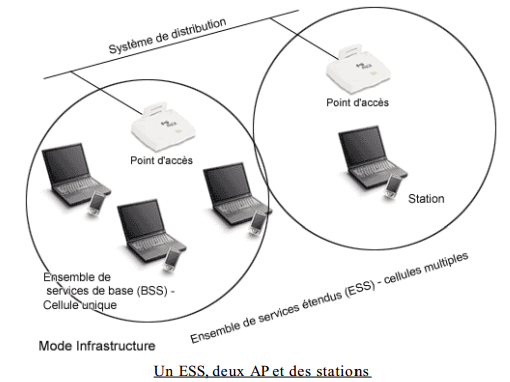 Système de distribution
Point d'accès
Point d'accès
Station
Ensemble de
services de base (BSS) -
Cellule unique
Ensemble de services étendus (ESS) - cellules multiples
Mode Infrastructure
Un ESS, deux AP et des stations